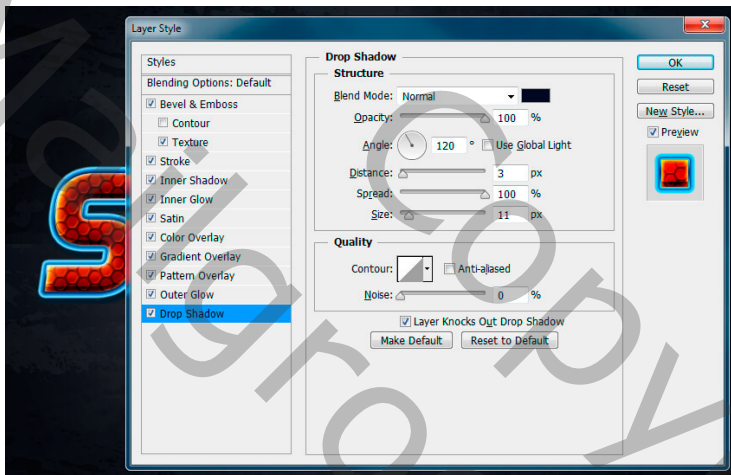 Layer Style
Styles
Blending Options: Default
Bevel & Emboss
Contour
Texture
Stroke
Inner Shadow
Inner Glow
Satin
Color Overlay
Gradient Overlay
Pattern Overlay
Outer Glow
Drop Shadow
Drop Shadow
Structure
Blend Mode: Normal
Opacity: 100 %
Angle: 120 ° Use Global Light
Distance: 3 px
Spread: 100 %
Size: 11 px
Quality
Contour: Anti-aliased
Noise: 0 %
Layer Knocks Out Drop Shadow
Make Default Reset to Default
OK
Reset
New Style...
Preview
S
Copy